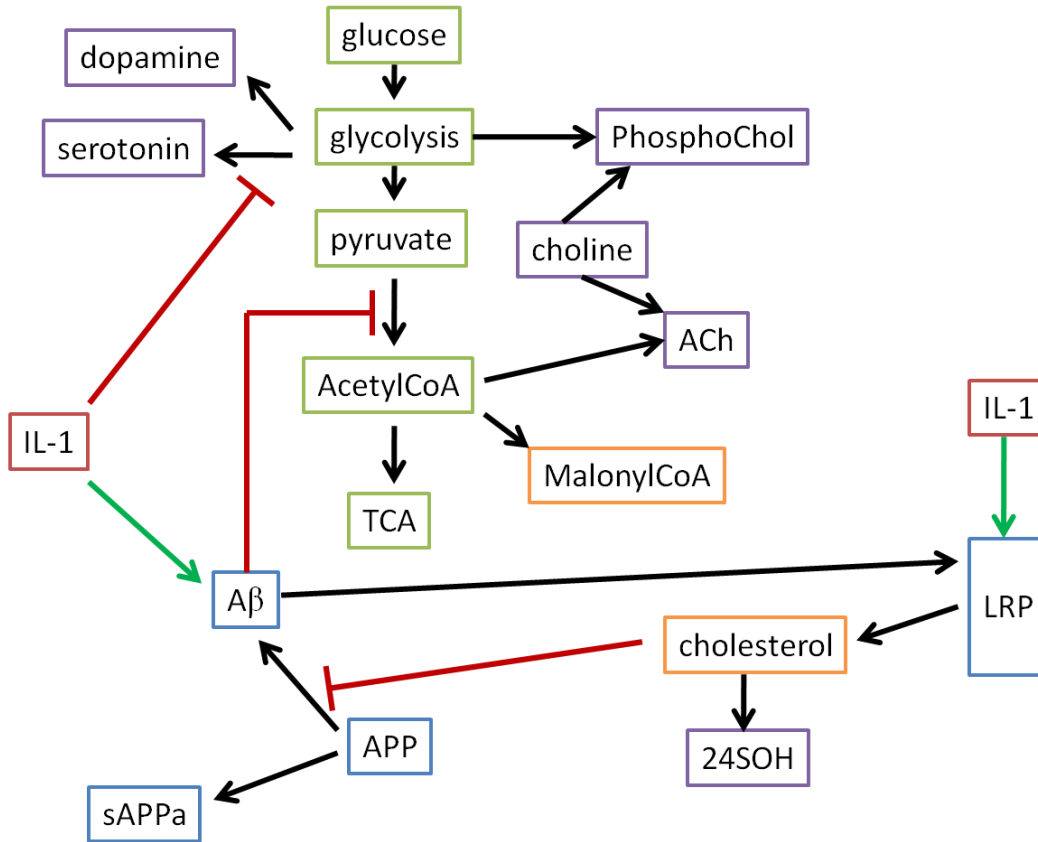 glucose
dopamine
glycolysis
PhosphoChol
serotonin
pyruvate
choline
ACh
AcetylCoA
IL-1
IL-1
MalonylCoA
TCA
Aβ
LRP
cholesterol
APP
24SOH
sAPPa